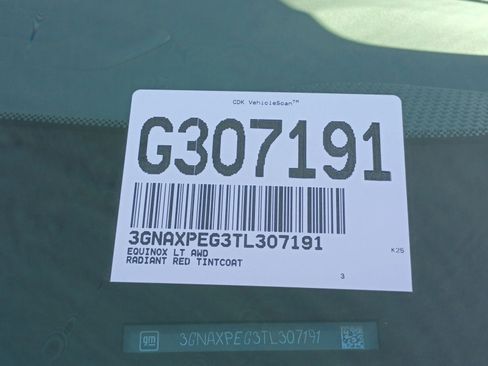 CDK VehicleScan™
G307191
3GNAXPEG3TL307191
EQUINOX LT AWD
K25
RADIANT RED TINTCOAT
3
gm 3GNAXPEG3TL307191